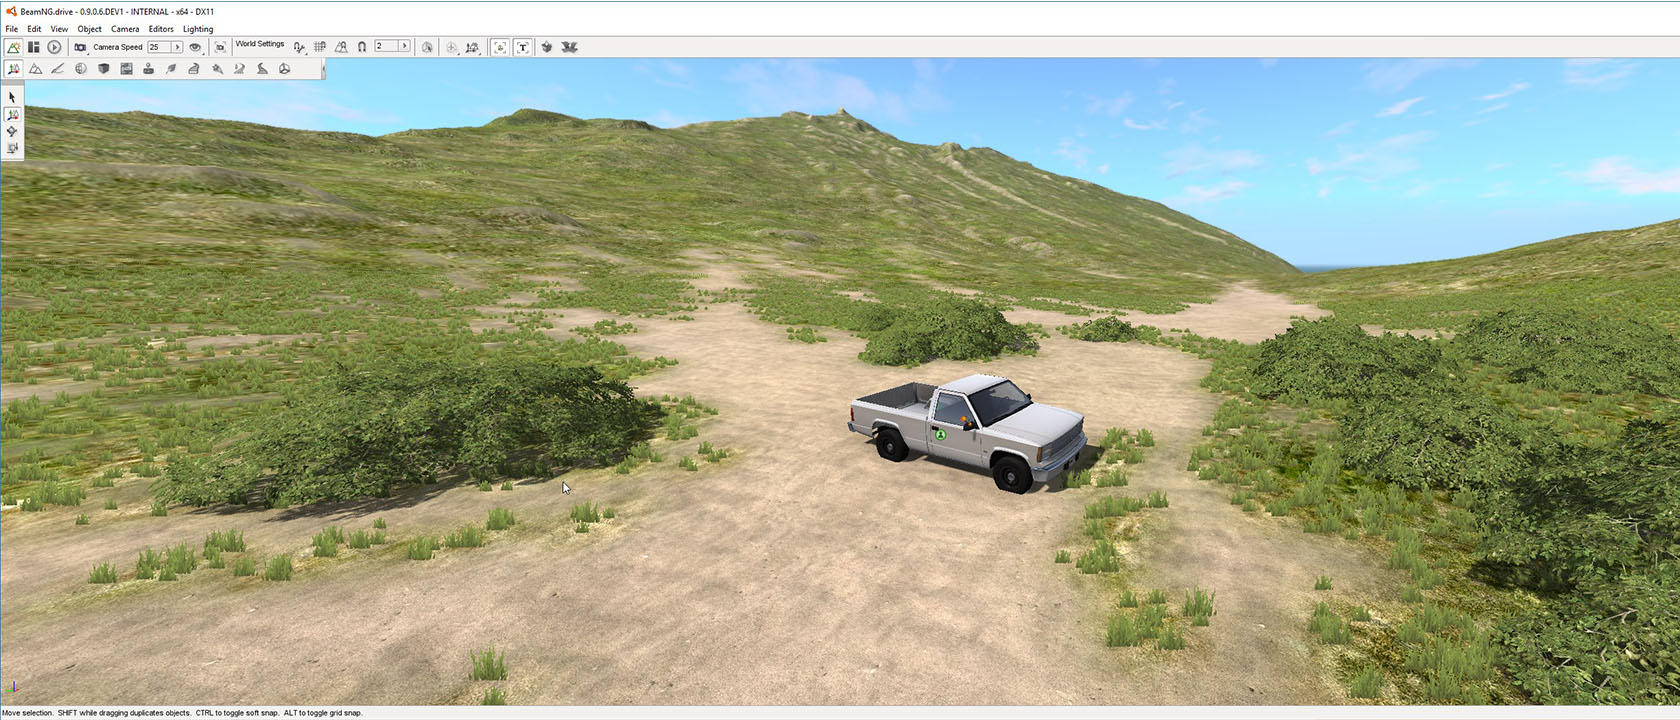 BeamNG.drive - 0.9.0.6.DEV1 - INTERNAL - x64 - DX11
File Edit View Object Camera Editors Lighting
Camera Speed 25 World Settings 2 T
Move selection. SHIFT while dragging duplicates objects. CTRL to toggle soft snap. ALT to toggle grid snap.